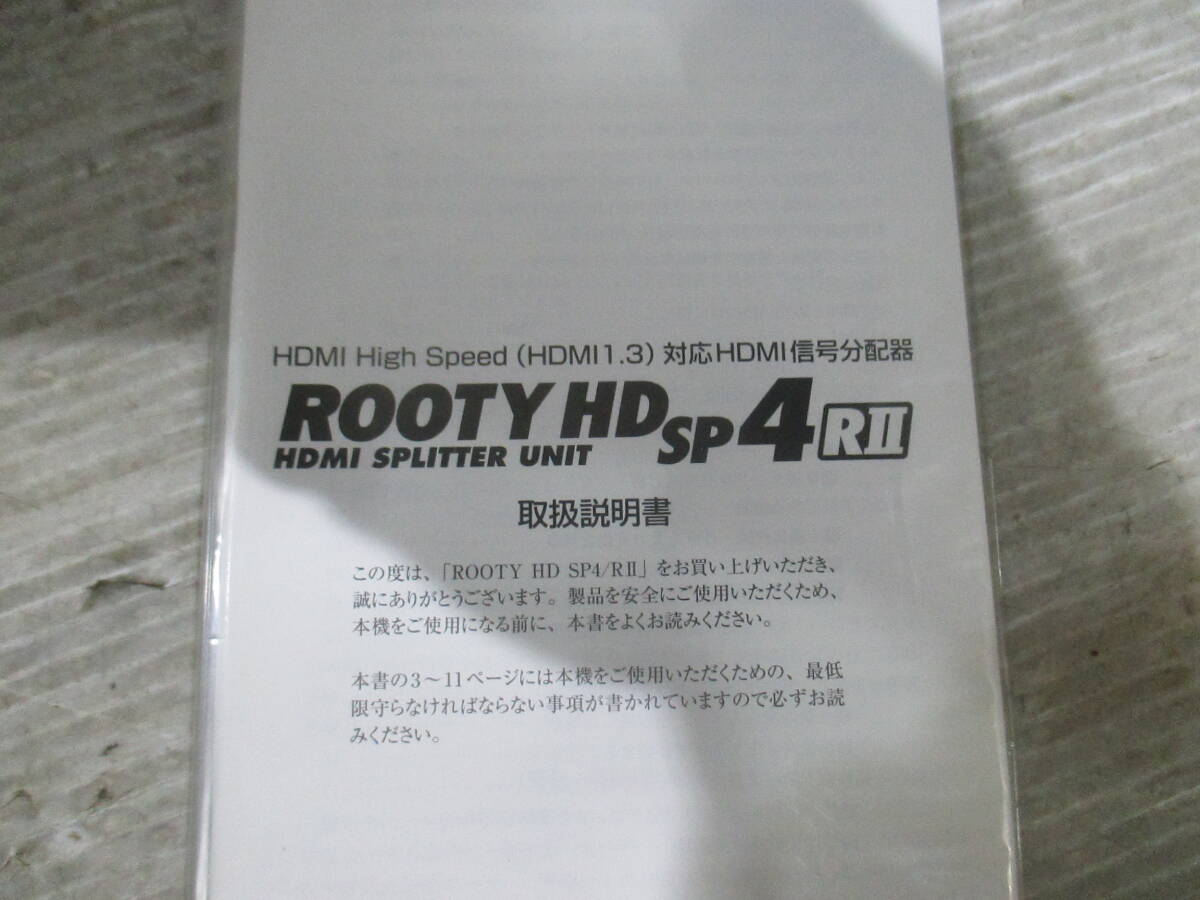 HDMI High Speed（HDMI1.3）対応HDMI信号分配器
ROOTY HD SP 4 RⅡ
HDMI SPLITTER UNIT
取扱説明書
この度は、「ROOTY HD SP4/RⅡ」をお買い上げいただき、
誠にありがとうございます。製品を安全にご使用いただくため、
本機をご使用になる前に、本書をよくお読みください。
本書の3～11ページには本機をご使用いただくための、最低
限守らなければならない事項が書かれていますので必ずお読
みください。